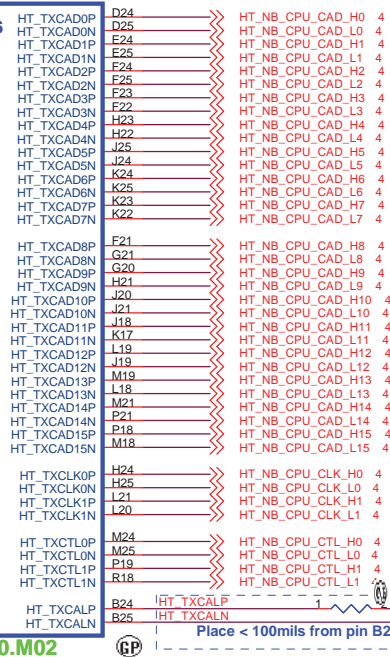 HT_TXCAD0P D24 HT_NB_CPU_CAD_H0 4
HT_TXCAD0N D25 HT_NB_CPU_CAD_L0 4
HT_TXCAD1P E24 HT_NB_CPU_CAD_H1 4
HT_TXCAD1N E25 HT_NB_CPU_CAD_L1 4
HT_TXCAD2P F24 HT_NB_CPU_CAD_H2 4
HT_TXCAD2N F25 HT_NB_CPU_CAD_L2 4
HT_TXCAD3P F23 HT_NB_CPU_CAD_H3 4
HT_TXCAD3N F22 HT_NB_CPU_CAD_L3 4
HT_TXCAD4P H23 HT_NB_CPU_CAD_H4 4
HT_TXCAD4N H22 HT_NB_CPU_CAD_L4 4
HT_TXCAD5P J25 HT_NB_CPU_CAD_H5 4
HT_TXCAD5N J24 HT_NB_CPU_CAD_L5 4
HT_TXCAD6P K24 HT_NB_CPU_CAD_H6 4
HT_TXCAD6N K25 HT_NB_CPU_CAD_L6 4
HT_TXCAD7P K23 HT_NB_CPU_CAD_H7 4
HT_TXCAD7N K22 HT_NB_CPU_CAD_L7 4
HT_TXCAD8P F21 HT_NB_CPU_CAD_H8 4
HT_TXCAD8N G21 HT_NB_CPU_CAD_L8 4
HT_TXCAD9P G20 HT_NB_CPU_CAD_H9 4
HT_TXCAD9N H21 HT_NB_CPU_CAD_L9 4
HT_TXCAD10P J20 HT_NB_CPU_CAD_H10 4
HT_TXCAD10N J21 HT_NB_CPU_CAD_L10 4
HT_TXCAD11P J18 HT_NB_CPU_CAD_H11 4
HT_TXCAD11N K17 HT_NB_CPU_CAD_L11 4
HT_TXCAD12P L19 HT_NB_CPU_CAD_H12 4
HT_TXCAD12N J19 HT_NB_CPU_CAD_L12 4
HT_TXCAD13P M19 HT_NB_CPU_CAD_H13 4
HT_TXCAD13N L18 HT_NB_CPU_CAD_L13 4
HT_TXCAD14P M21 HT_NB_CPU_CAD_H14 4
HT_TXCAD14N P21 HT_NB_CPU_CAD_L14 4
HT_TXCAD15P P18 HT_NB_CPU_CAD_H15 4
HT_TXCAD15N M18 HT_NB_CPU_CAD_L15 4
HT_TXCLK0P H24 HT_NB_CPU_CLK_H0 4
HT_TXCLK0N H25 HT_NB_CPU_CLK_L0 4
HT_TXCLK1P L21 HT_NB_CPU_CLK_H1 4
HT_TXCLK1N L20 HT_NB_CPU_CLK_L1 4
HT_TXCTL0P M24 HT_NB_CPU_CTL_H0 4
HT_TXCTL0N M25 HT_NB_CPU_CTL_L0 4
HT_TXCTL1P P19 HT_NB_CPU_CTL_H1 4
HT_TXCTL1N R18 HT_NB_CPU_CTL_L1
HT_TXCALP B24 HT_TXCALP 1 2
HT_TXCALN B25 HT_TXCALN
Place < 100mils from pin B2
0.M02 GP